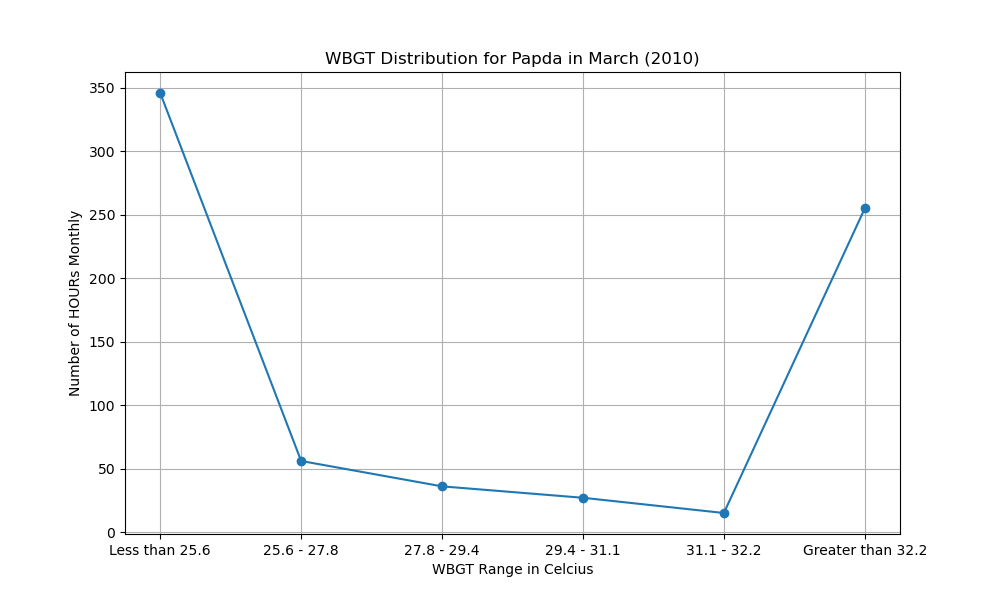 WBGT Distribution for Papda in March (2010)
Number of HOURs Monthly
350
300
250
200
150
100
50
0
Less than 25.6 25.6 - 27.8 27.8 - 29.4 29.4 - 31.1 31.1 - 32.2 Greater than 32.2
WBGT Range in Celcius